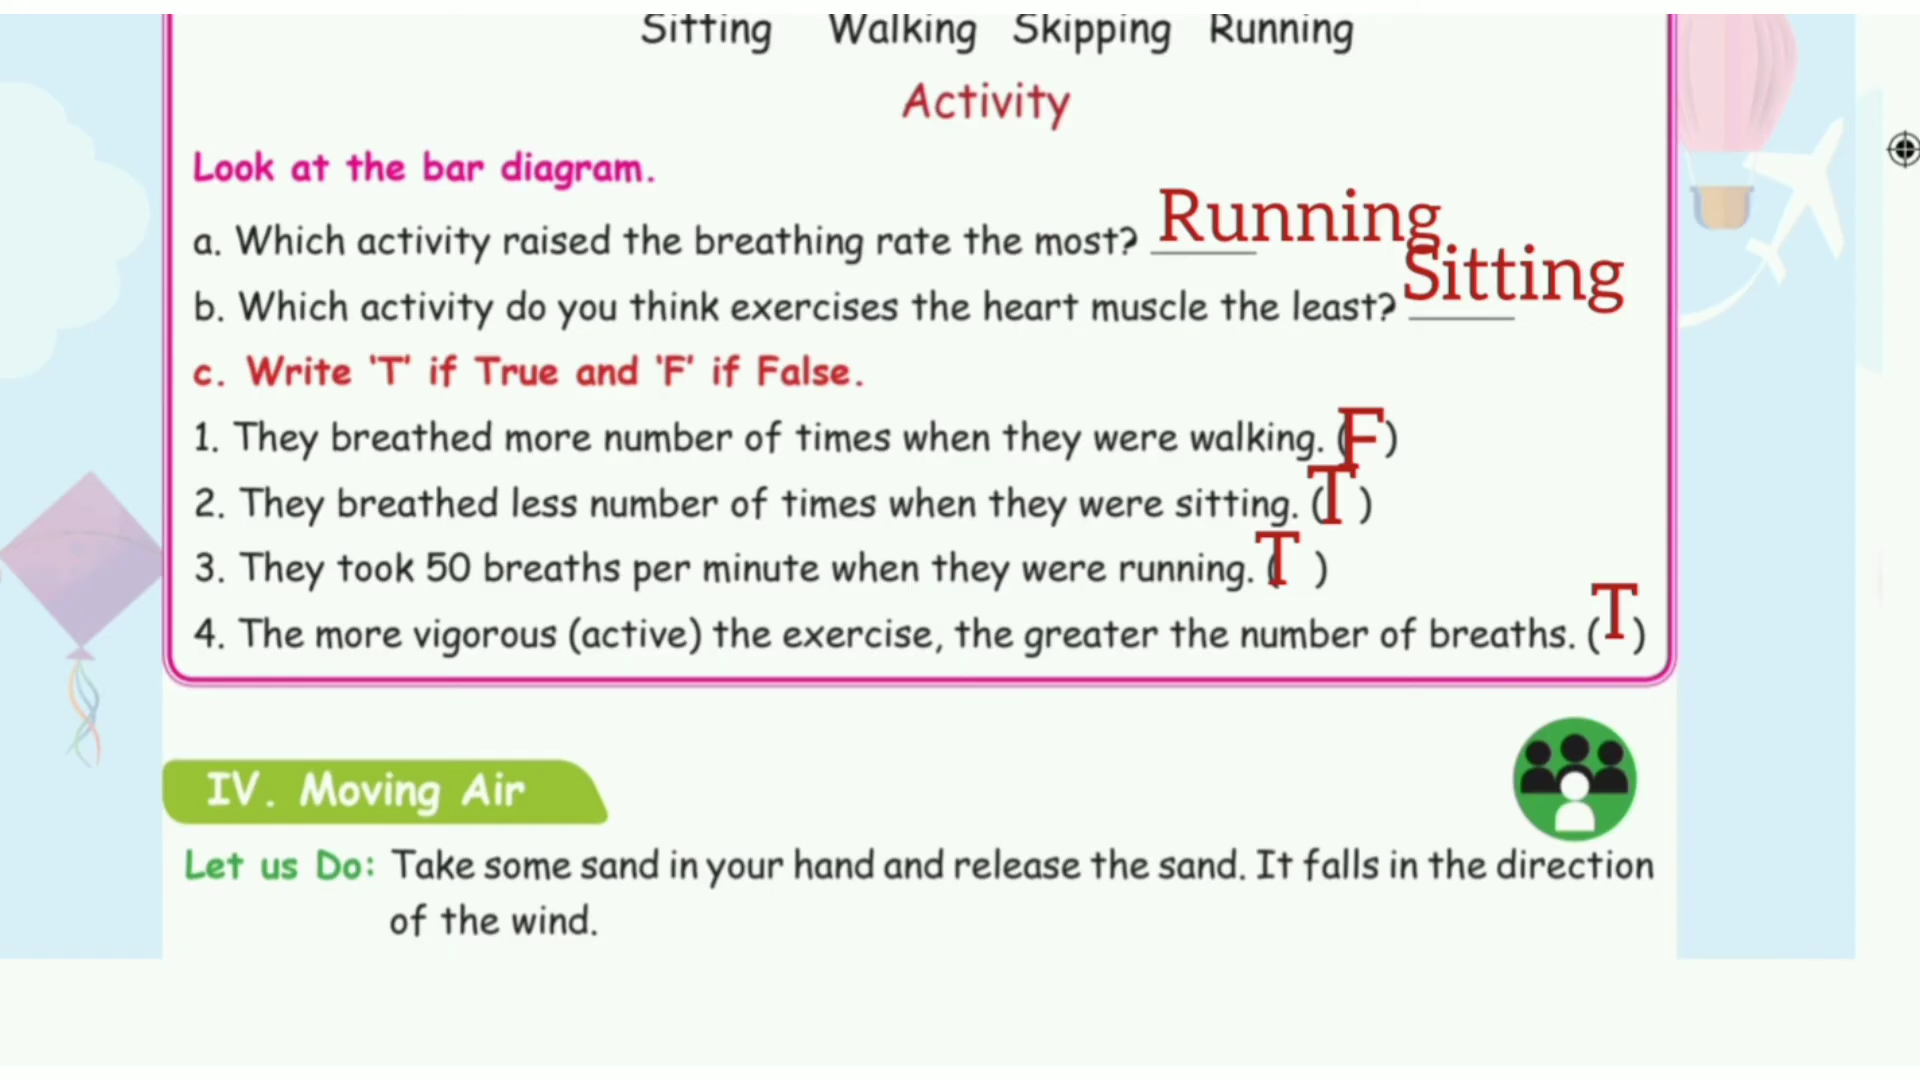 Sitting Walking Skipping Running
Activity
Look at the bar diagram.
a. Which activity raised the breathing rate the most? Running
b. Which activity do you think exercises the heart muscle the least? Sitting
c. Write ‘T’ if True and ‘F’ if False.
1. They breathed more number of times when they were walking. (F)
2. They breathed less number of times when they were sitting. (T)
3. They took 50 breaths per minute when they were running. (T)
4. The more vigorous (active) the exercise, the greater the number of breaths. (T)
IV. Moving Air
Let us Do: Take some sand in your hand and release the sand. It falls in the direction
of the wind.